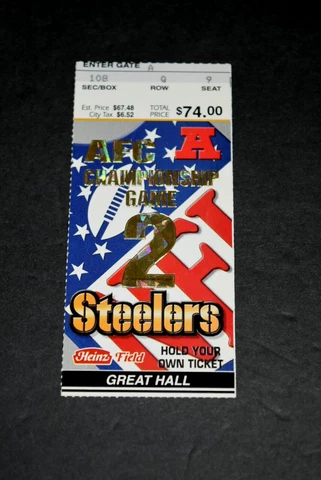 ENTER GATE A
108 Q 9
SEC/BOX ROW SEAT
Est. Price $67.48
City Tax $6.52
TOTAL PRICE $74.00
A
AFC
CHAMPIONSHIP
GAME
2
Steelers
Heinz Field
HOLD YOUR
OWN TICKET
GREAT HALL